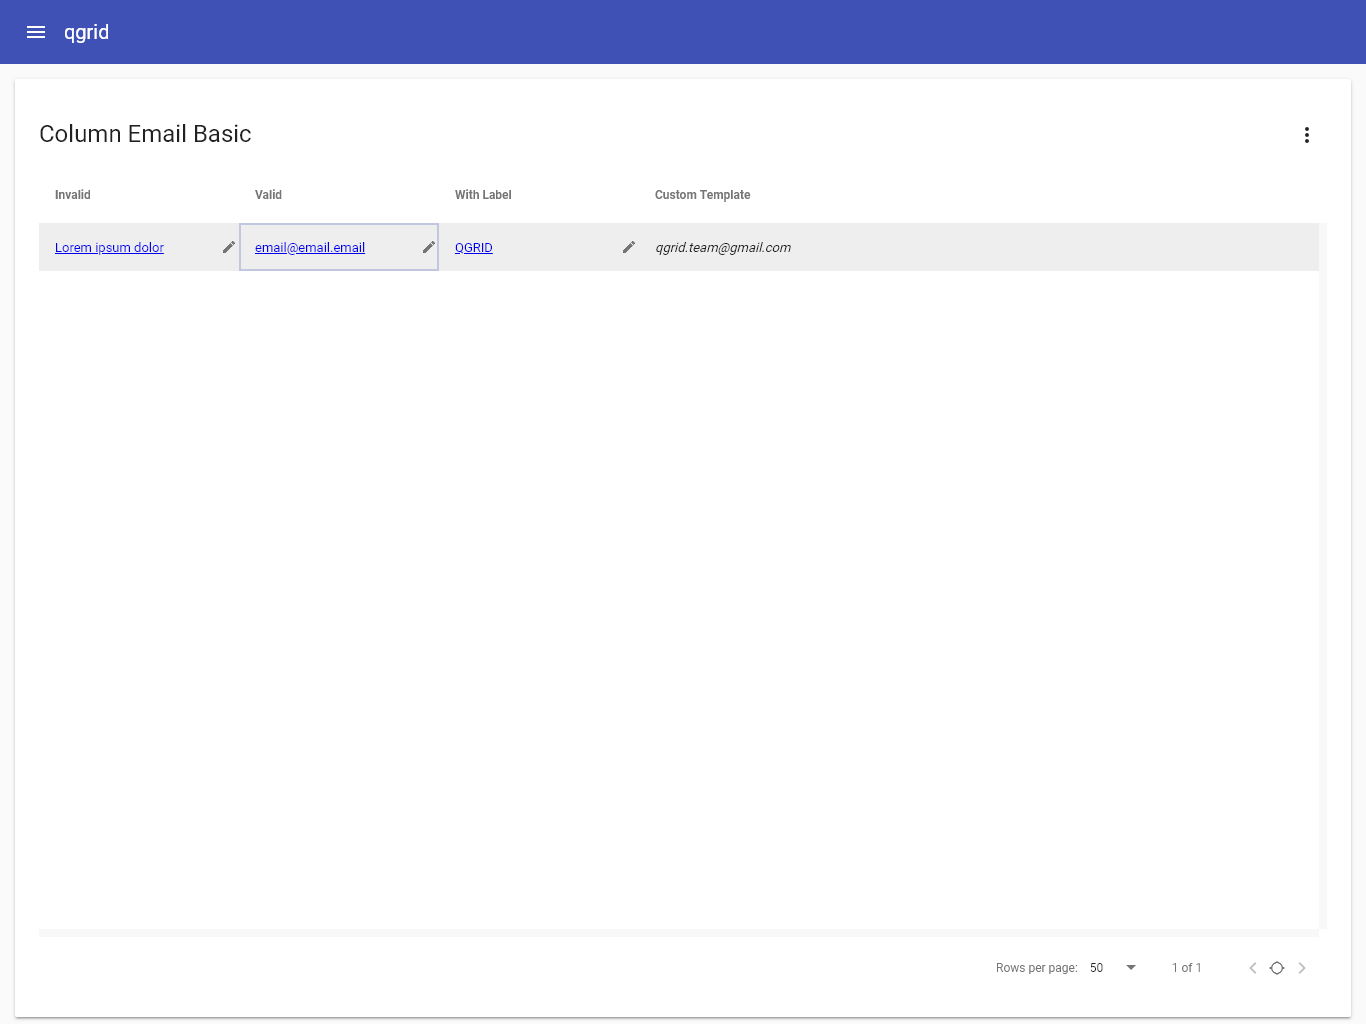 qgrid
Column Email Basic
Invalid Valid With Label Custom Template
Lorem ipsum dolor email@email.email QGRID qgrid.team@gmail.com
Rows per page: 50 1 of 1